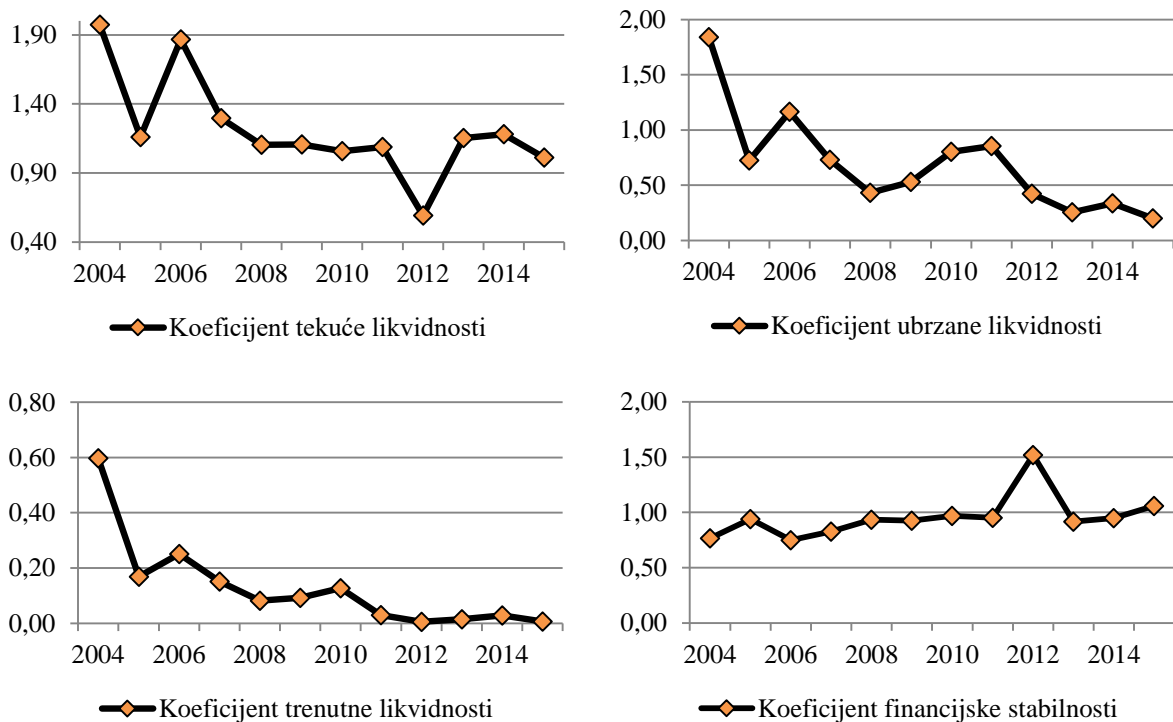 1,90
1,40
0,90
0,40
2004 2006 2008 2010 2012 2014
Koeficijent tekuće likvidnosti
2,00
1,50
1,00
0,50
0,00
2004 2006 2008 2010 2012 2014
Koeficijent ubrzane likvidnosti
0,80
0,60
0,40
0,20
0,00
2004 2006 2008 2010 2012 2014
Koeficijent trenutne likvidnosti
2,00
1,50
1,00
0,50
0,00
2004 2006 2008 2010 2012 2014
Koeficijent financijske stabilnosti